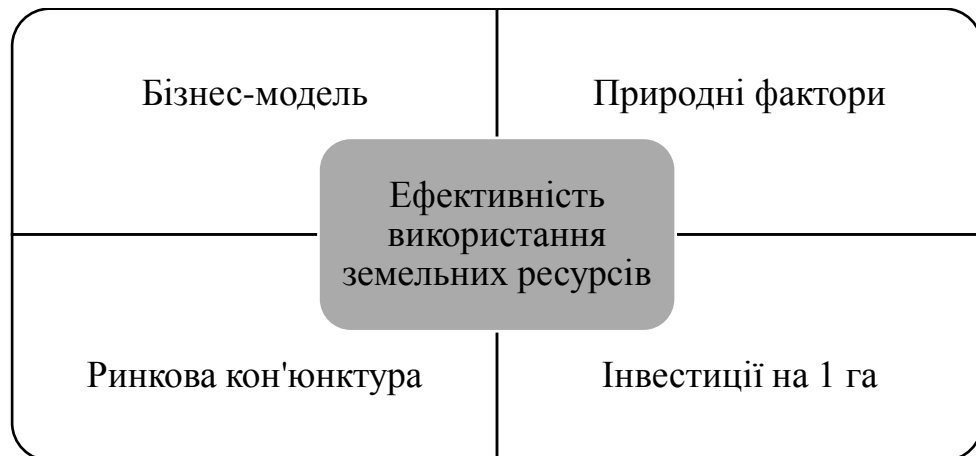 Бізнес-модель
Природні фактори
Ефективність
використання
земельних ресурсів
Ринкова кон'юнктура
Інвестиції на 1 га